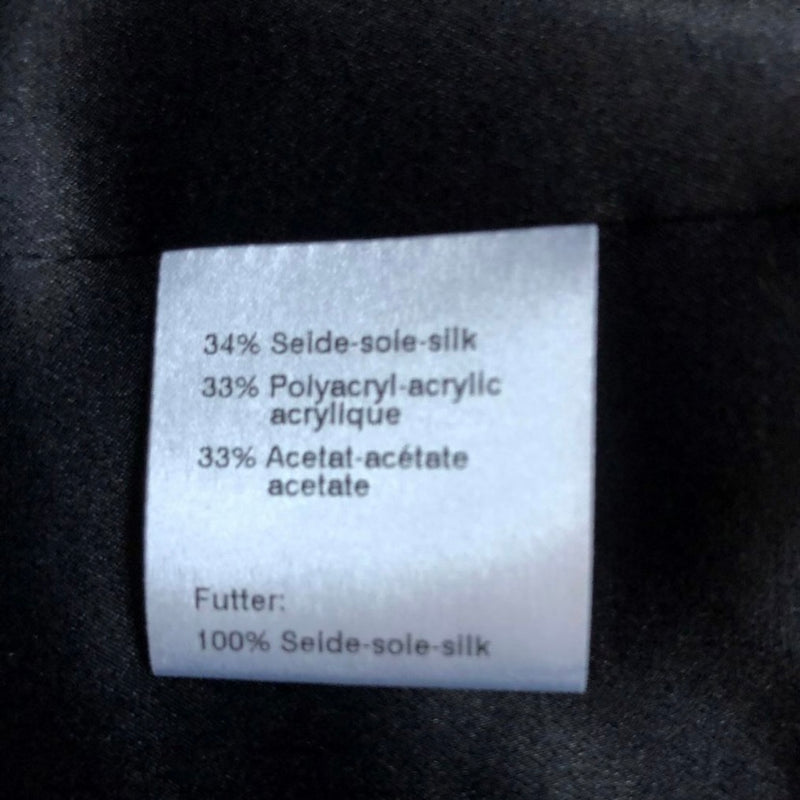 34% Seide-soie-silk
33% Polyacryl-acrylic
acrylique
33% Acetat-acétate
acetate
Futter:
100% Seide-soie-silk